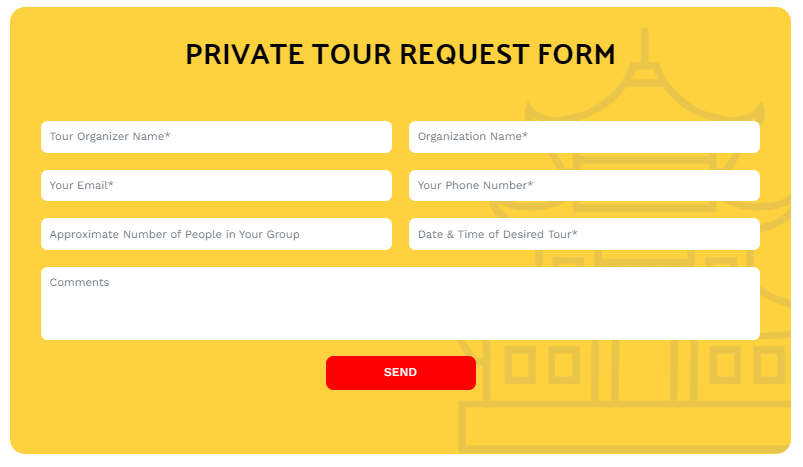 PRIVATE TOUR REQUEST FORM
Tour Organizer Name*
Organization Name*
Your Email*
Your Phone Number*
Approximate Number of People in Your Group
Date & Time of Desired Tour*
Comments
SEND